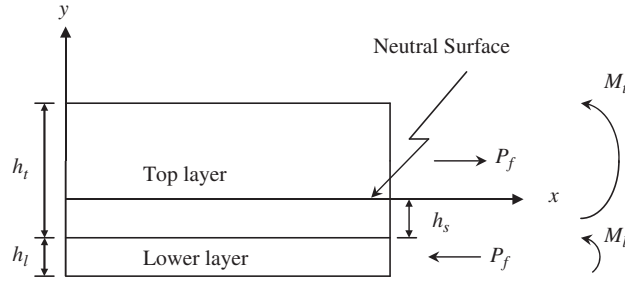 y
Neutral Surface
M_t
h_t
Top layer
P_f
x
h_s
M_l
h_l
Lower layer
P_f